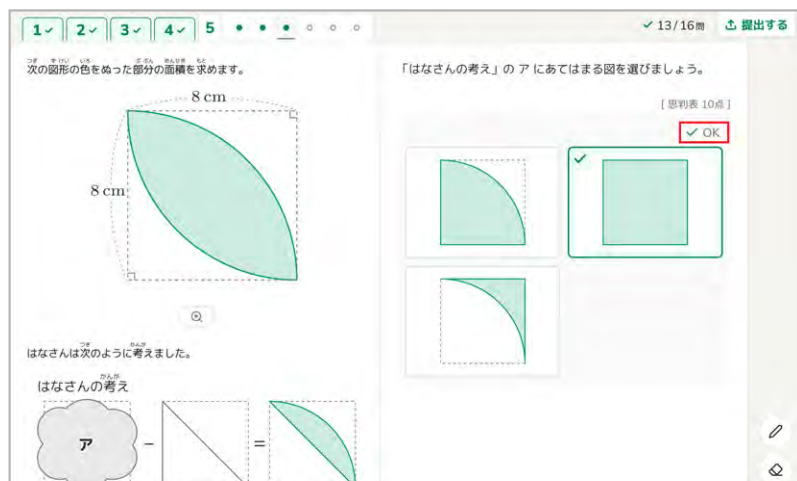 1✓ 2✓ 3✓ 4✓ 5
✓ 13/16問
提出する
次の図形の色をぬった部分の面積を求めます。
8 cm
8 cm
はなさんは次のように考えました。
はなさんの考え
ア
−
=
「はなさんの考え」の ア にあてはまる図を選びましょう。
[ 思判表 10点 ]
✓ OK